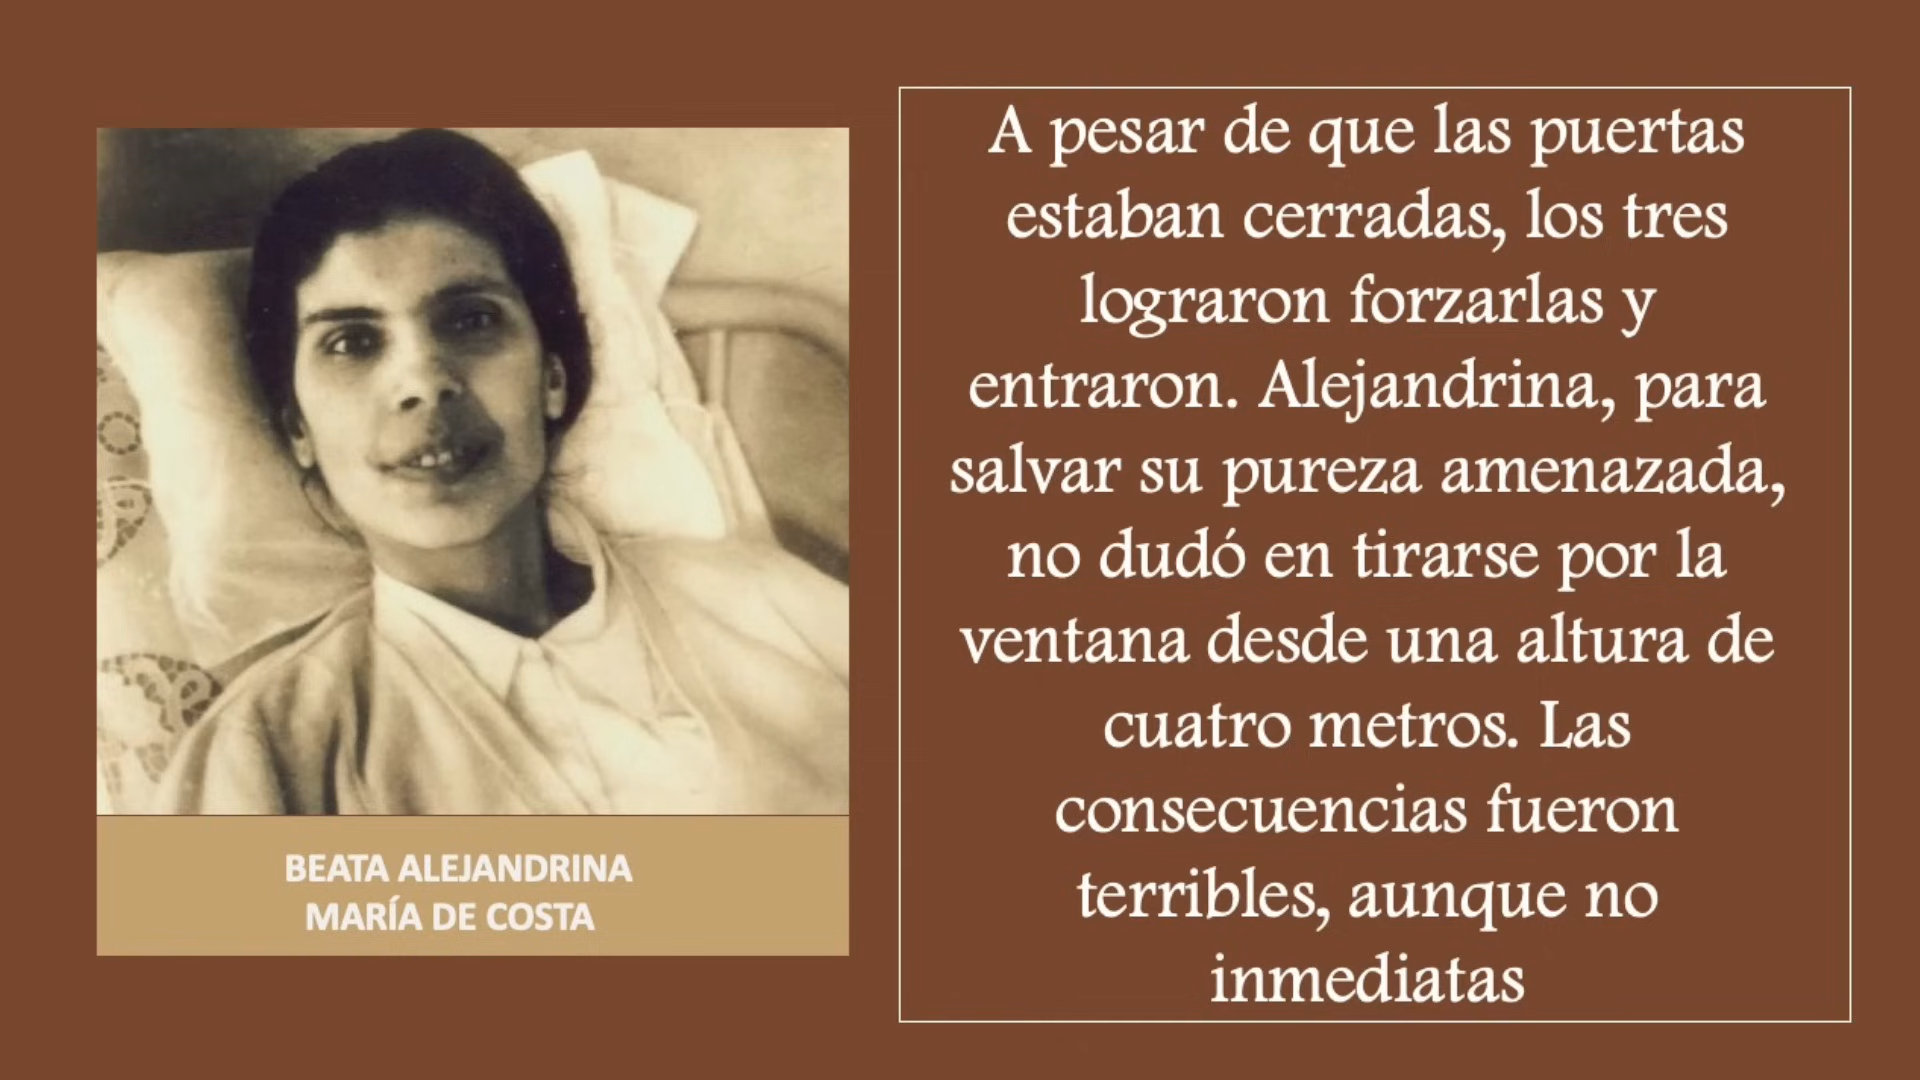 BEATA ALEJANDRINA
MARÍA DE COSTA
A pesar de que las puertas
estaban cerradas, los tres
lograron forzarlas y
entraron. Alejandrina, para
salvar su pureza amenazada,
no dudó en tirarse por la
ventana desde una altura de
cuatro metros. Las
consecuencias fueron
terribles, aunque no
inmediatas